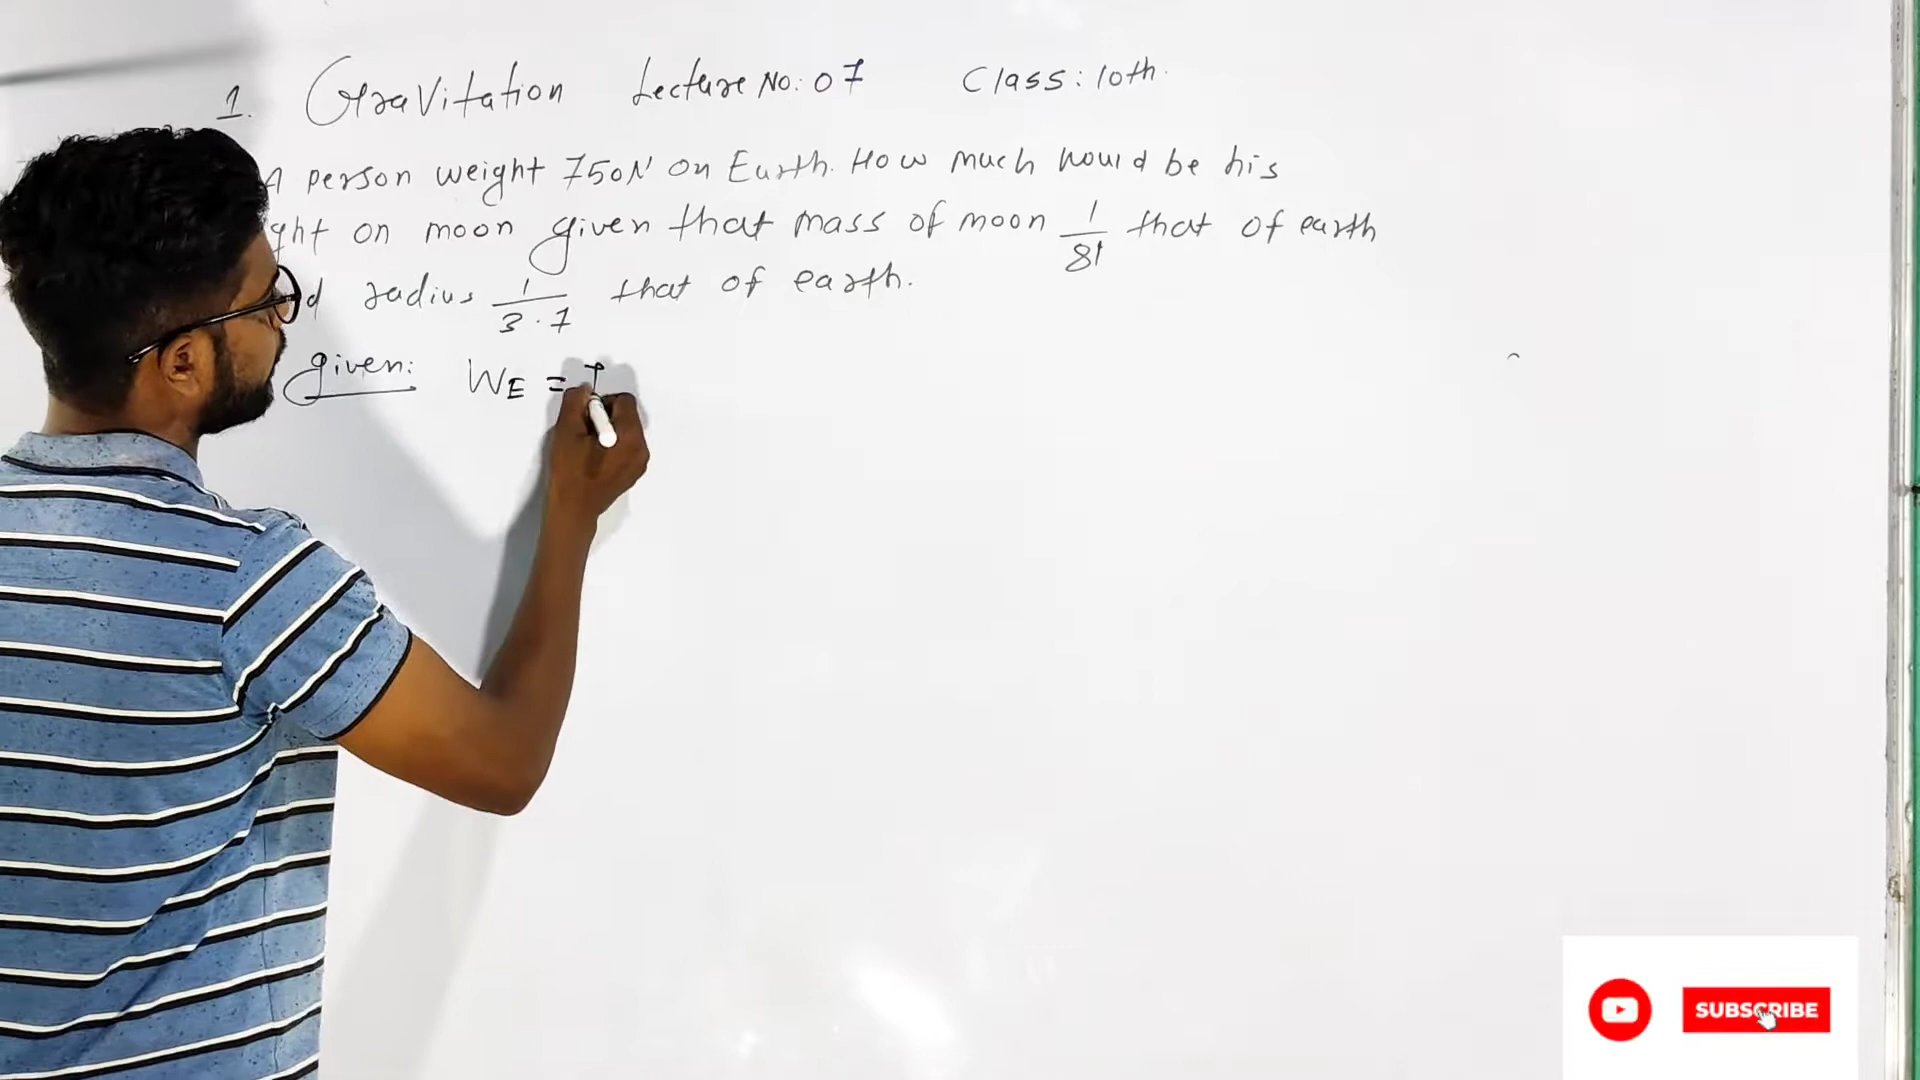 1. Gravitation Lecture No: 07 Class: 10th.
A person weight 750N on Earth. How much would be his
ght on moon given that mass of moon 1/81 that of earth
d radius 1/3.7 that of earth.
given: WE = 7
SUBSCRIBE